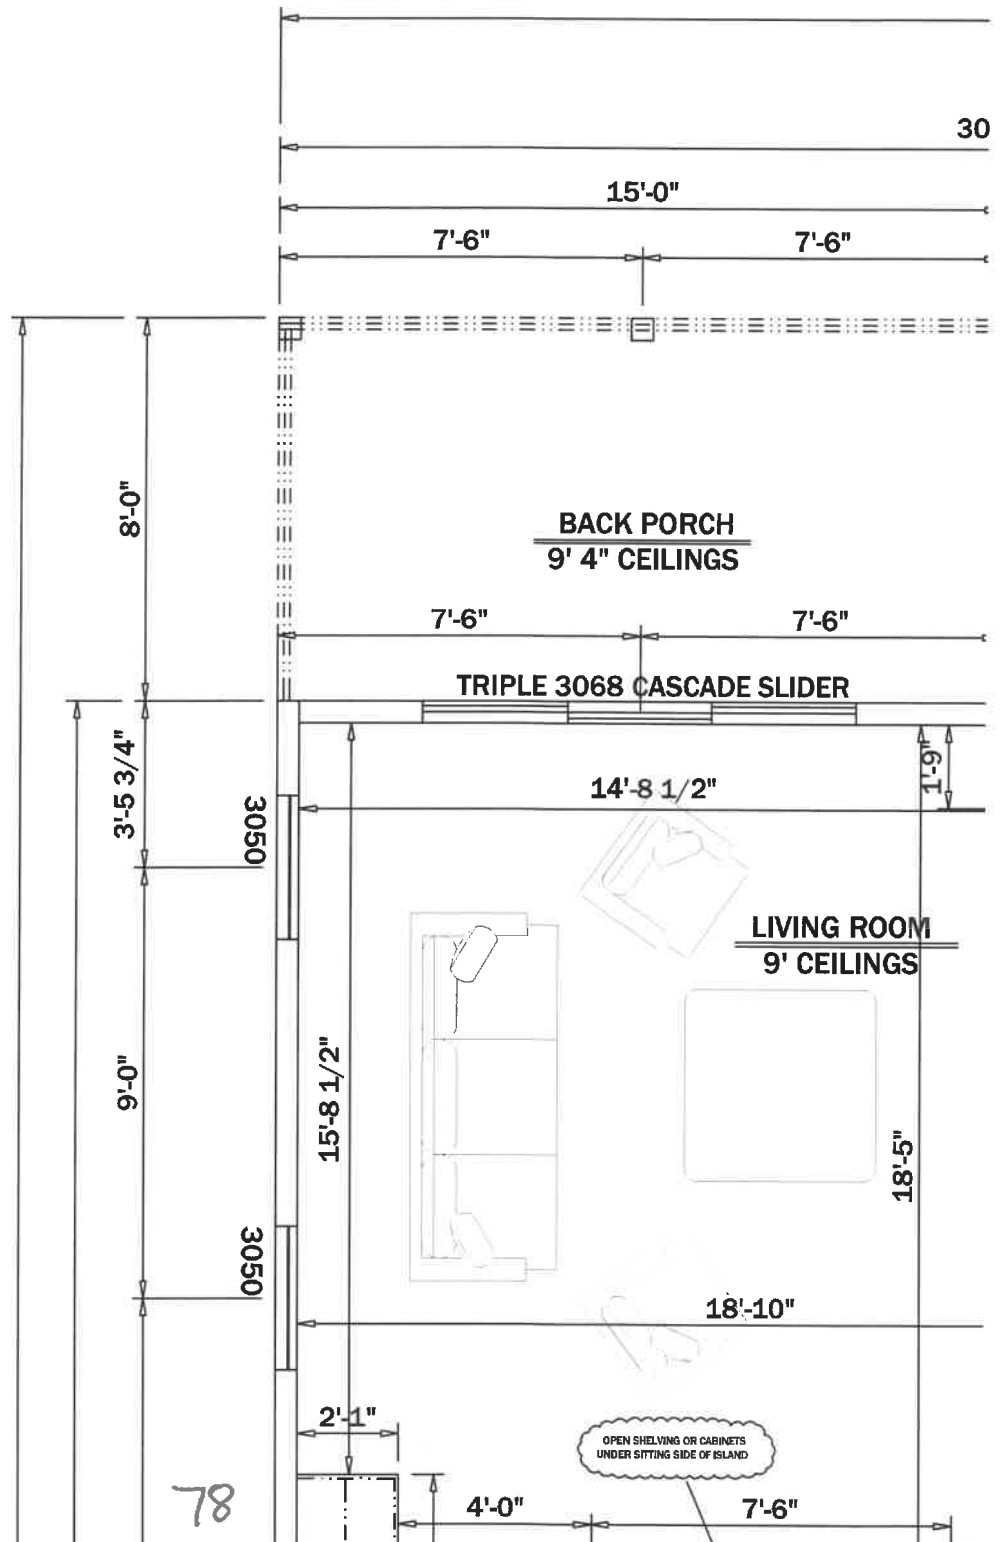 30
15'-0"
7'-6"
7'-6"
8'-0"
BACK PORCH
9' 4" CEILINGS
7'-6"
7'-6"
TRIPLE 3068 CASCADE SLIDER
3'-5 3/4"
3050
14'-8 1/2"
1'-9"
LIVING ROOM
9' CEILINGS
9'-0"
15'-8 1/2"
18'-5"
3050
18'-10"
2'-1"
OPEN SHELVING OR CABINETS
UNDER SITTING SIDE OF ISLAND
78
4'-0"
7'-6"